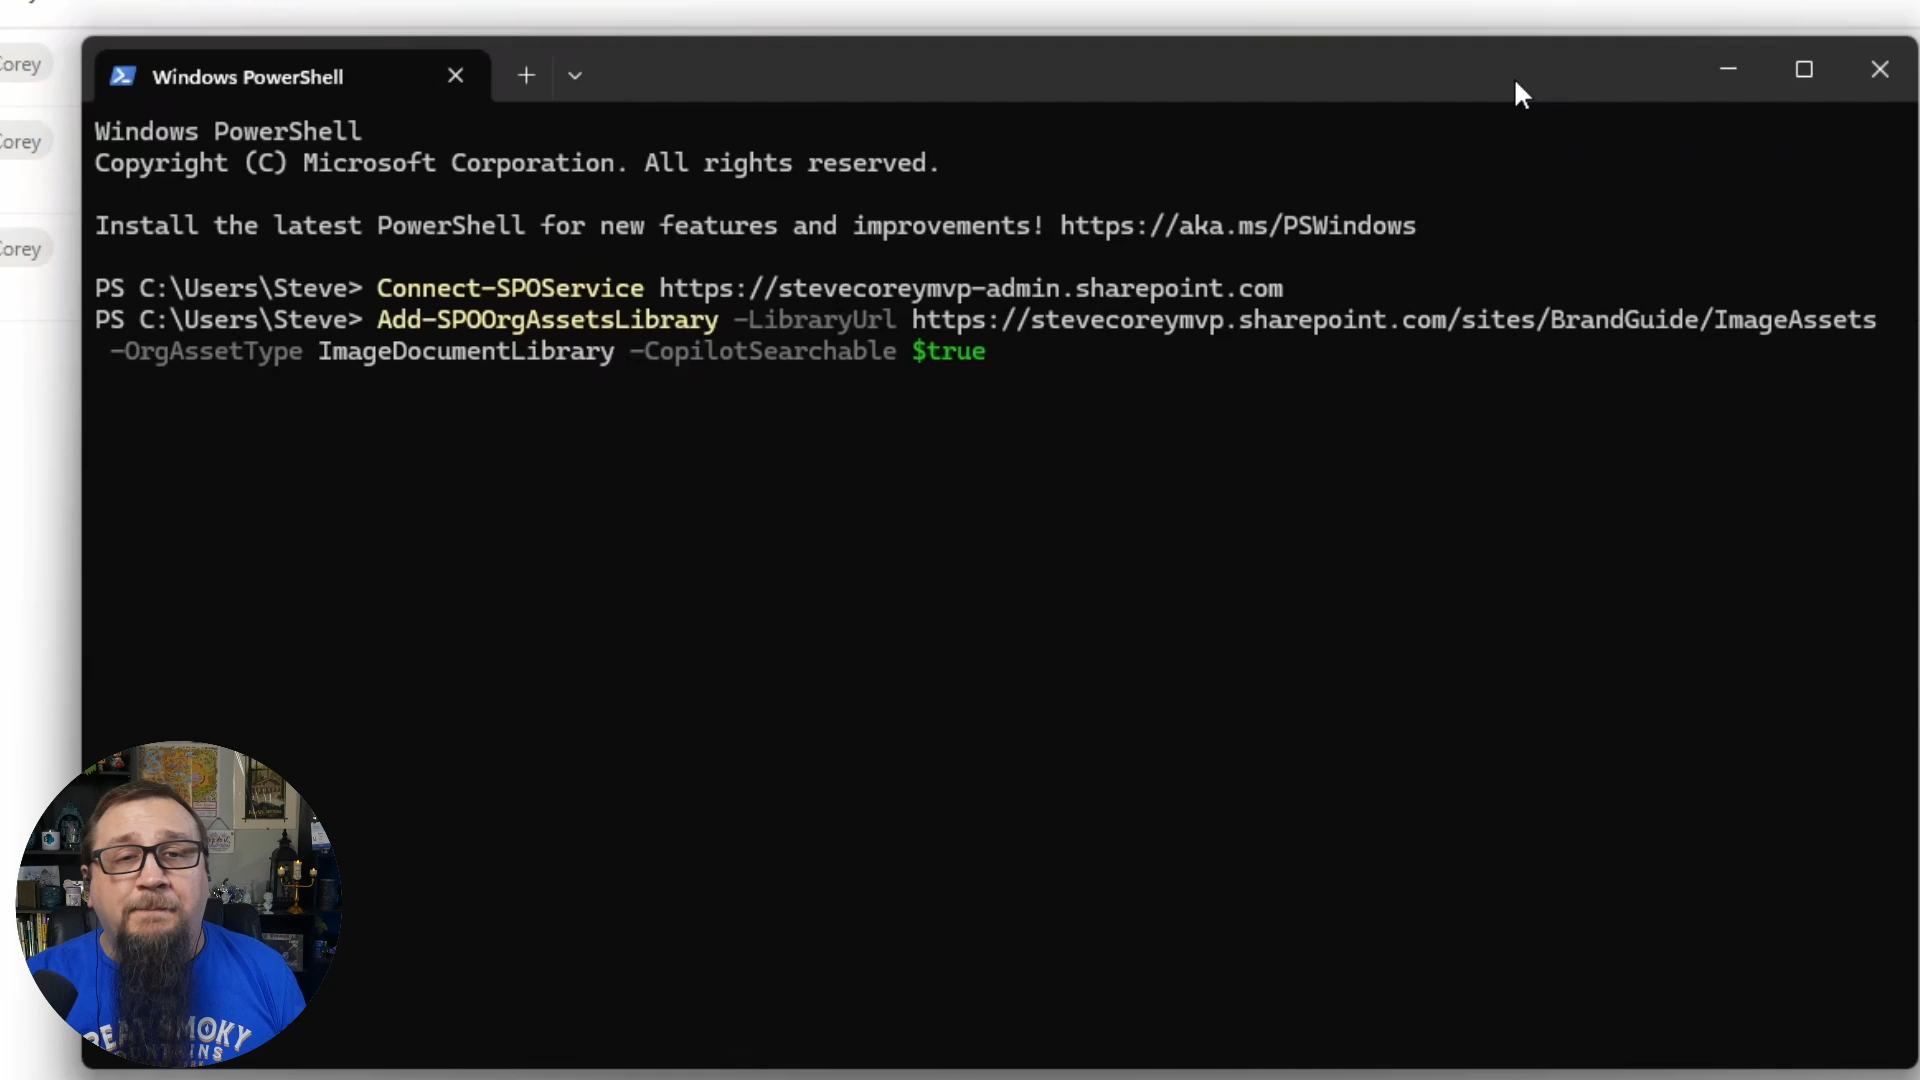 Corey
Corey
Corey
Windows PowerShell
Windows PowerShell
Copyright (C) Microsoft Corporation. All rights reserved.
Install the latest PowerShell for new features and improvements! https://aka.ms/PSWindows
PS C:\Users\Steve> Connect-SPOService https://stevecoreymvp-admin.sharepoint.com
PS C:\Users\Steve> Add-SPOOrgAssetsLibrary -LibraryUrl https://stevecoreymvp.sharepoint.com/sites/BrandGuide/ImageAssets
-OrgAssetType ImageDocumentLibrary -CopilotSearchable $true